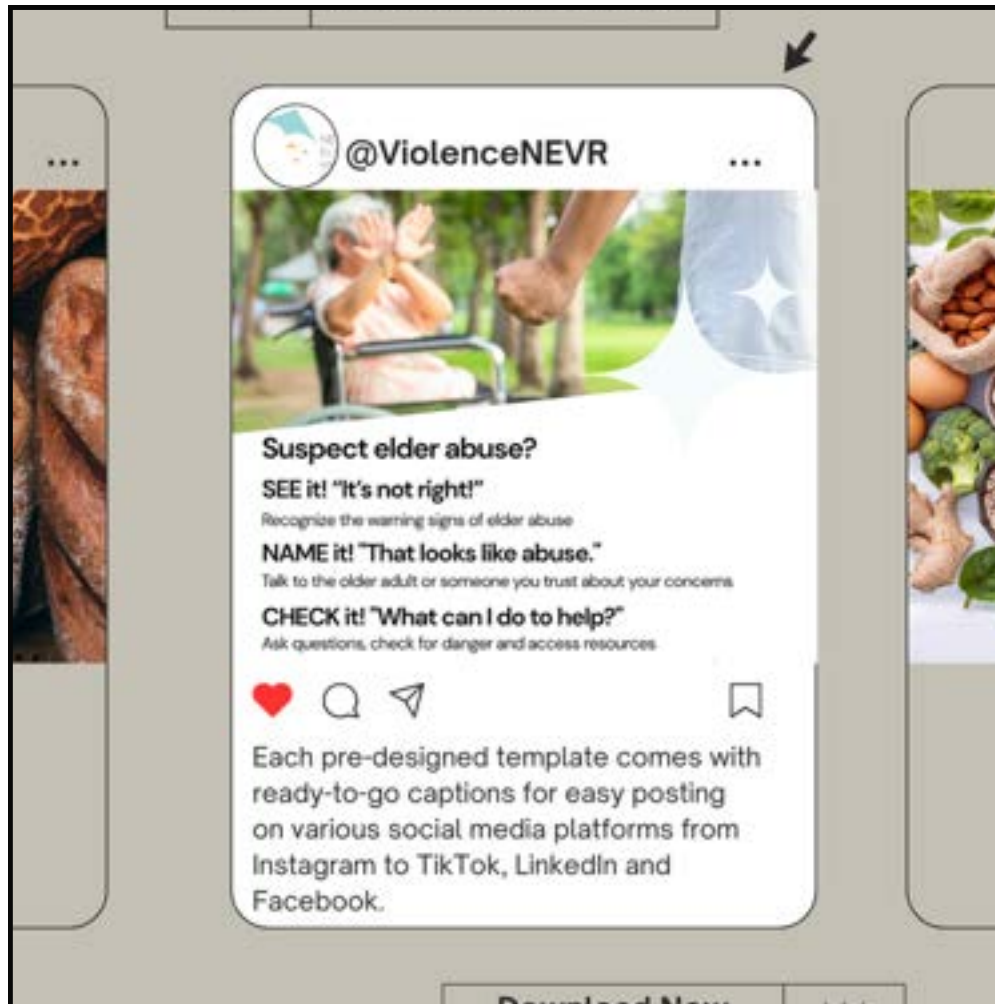 @ViolenceNEVR
Suspect elder abuse?
SEE it! “It’s not right!”
Recognize the warning signs of elder abuse
NAME it! "That looks like abuse."
Talk to the older adult or someone you trust about your concerns
CHECK it! "What can I do to help?"
Ask questions, check for danger and access resources
Each pre-designed template comes with
ready-to-go captions for easy posting
on various social media platforms from
Instagram to TikTok, LinkedIn and
Facebook.
Download Now